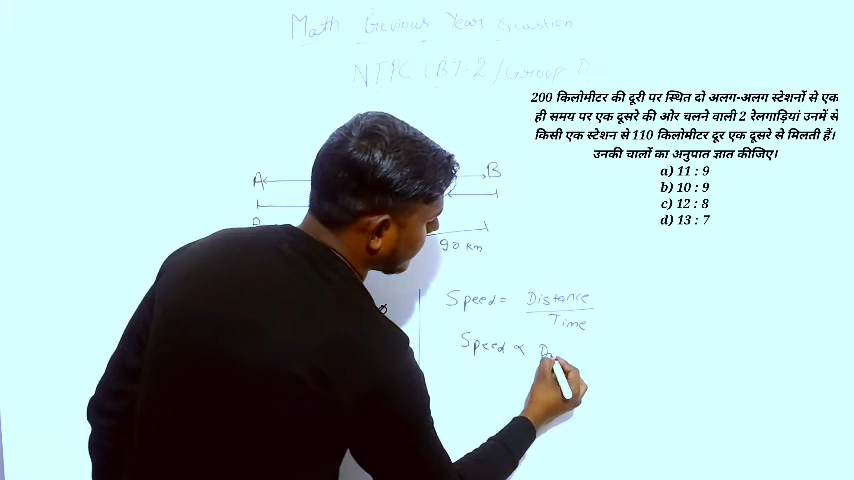 Math Previous Year Question
NTPC CBT-2 / Group D
200 किलोमीटर की दूरी पर स्थित दो अलग-अलग स्टेशनों से एक
ही समय पर एक दूसरे की ओर चलने वाली 2 रेलगाड़ियां उनमें से
किसी एक स्टेशन से 110 किलोमीटर दूर एक दूसरे से मिलती हैं।
उनकी चालों का अनुपात ज्ञात कीजिए।
a) 11 : 9
b) 10 : 9
c) 12 : 8
d) 13 : 7
A
B
90 km
Speed = Distance
Time
Speed ∝